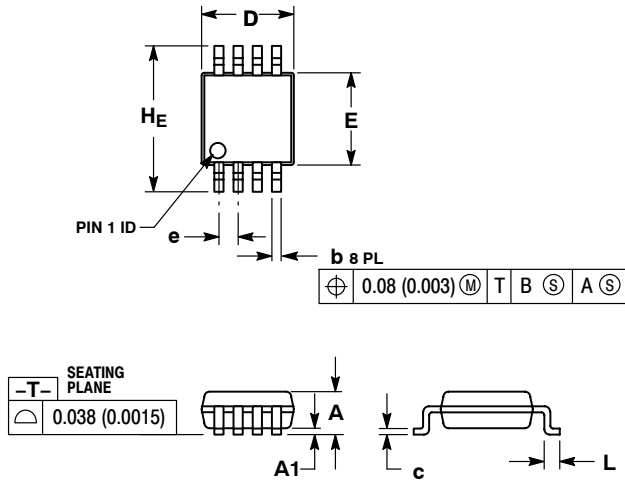 D
HE
E
PIN 1 ID
e
b 8 PL
⌖ 0.08 (0.003) Ⓜ T B Ⓢ A Ⓢ
–T– SEATING
PLANE
⌓ 0.038 (0.0015)
A
A1
c
L